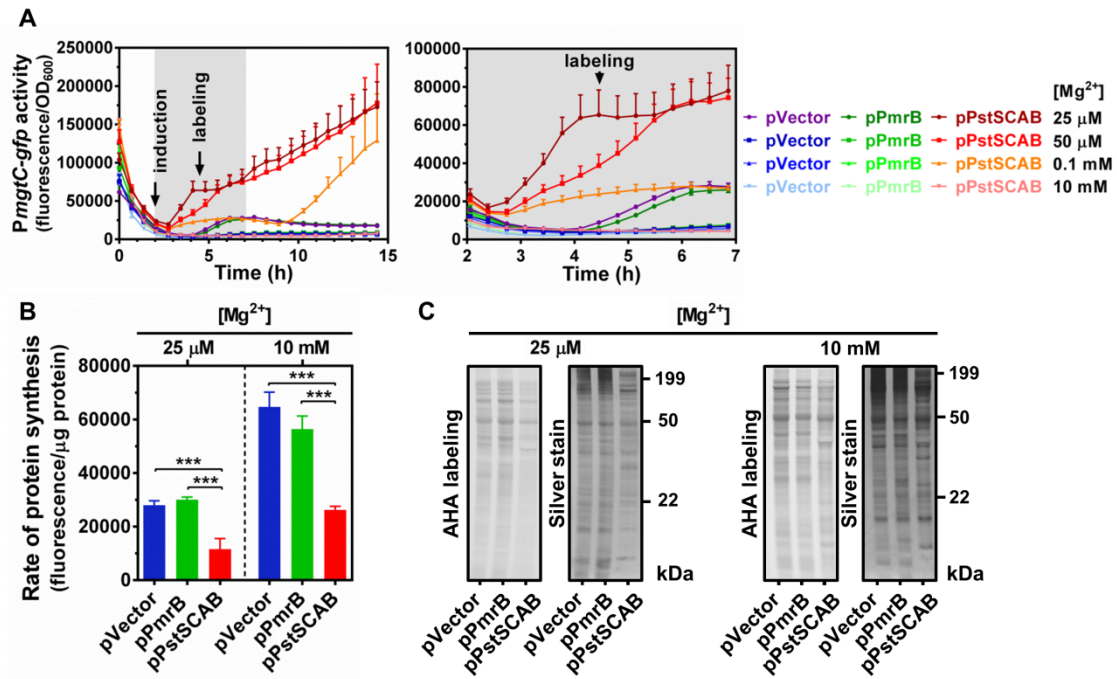 A
PmgtC-gfp activity
(fluorescence/OD600)
250000
200000
150000
100000
50000
0
induction
labeling
0 5 10 15
Time (h)
100000
80000
60000
40000
20000
0
labeling
2 3 4 5 6 7
Time (h)
[Mg2+]
pVector pPmrB pPstSCAB 25 µM
pVector pPmrB pPstSCAB 50 µM
pVector pPmrB pPstSCAB 0.1 mM
pVector pPmrB pPstSCAB 10 mM
B
[Mg2+]
25 µM 10 mM
Rate of protein synthesis
(fluorescence/µg protein)
80000
60000
40000
20000
0
***
***
***
***
pVector
pPmrB
pPstSCAB
pVector
pPmrB
pPstSCAB
C
[Mg2+]
25 µM 10 mM
AHA labeling
Silver stain
199
50
22
kDa
pVector
pPmrB
pPstSCAB
pVector
pPmrB
pPstSCAB
AHA labeling
Silver stain
199
50
22
kDa
pVector
pPmrB
pPstSCAB
pVector
pPmrB
pPstSCAB